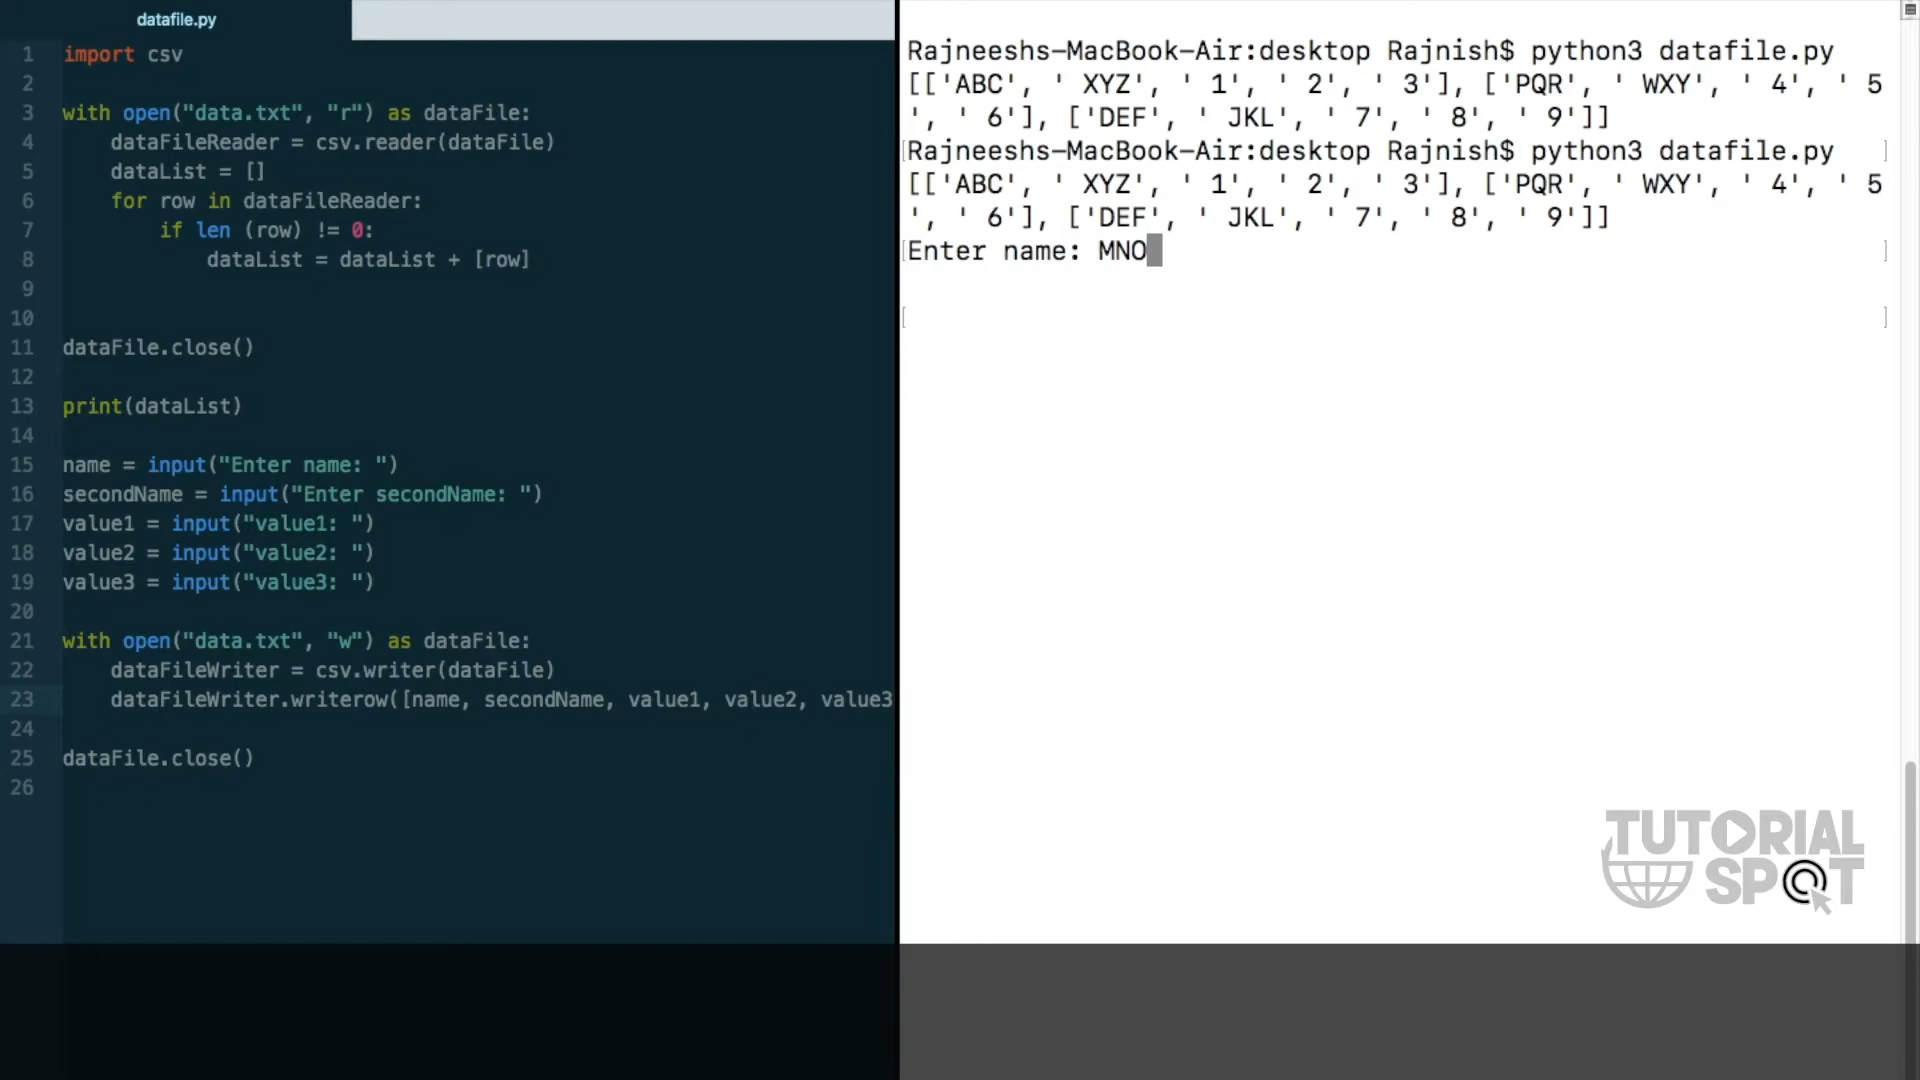 datafile.py
1 import csv
2
3 with open("data.txt", "r") as dataFile:
4     dataFileReader = csv.reader(dataFile)
5     dataList = []
6     for row in dataFileReader:
7         if len (row) != 0:
8             dataList = dataList + [row]
9
10
11 dataFile.close()
12
13 print(dataList)
14
15 name = input("Enter name: ")
16 secondName = input("Enter secondName: ")
17 value1 = input("value1: ")
18 value2 = input("value2: ")
19 value3 = input("value3: ")
20
21 with open("data.txt", "w") as dataFile:
22     dataFileWriter = csv.writer(dataFile)
23     dataFileWriter.writerow([name, secondName, value1, value2, value3
24
25 dataFile.close()
26
Rajneeshs-MacBook-Air:desktop Rajnish$ python3 datafile.py
[['ABC', ' XYZ', ' 1', ' 2', ' 3'], ['PQR', ' WXY', ' 4', ' 5
', ' 6'], ['DEF', ' JKL', ' 7', ' 8', ' 9']]
[Rajneeshs-MacBook-Air:desktop Rajnish$ python3 datafile.py ]
[['ABC', ' XYZ', ' 1', ' 2', ' 3'], ['PQR', ' WXY', ' 4', ' 5
', ' 6'], ['DEF', ' JKL', ' 7', ' 8', ' 9']]
[Enter name: MNO ]
[ ]
TUTORIAL
SPOT